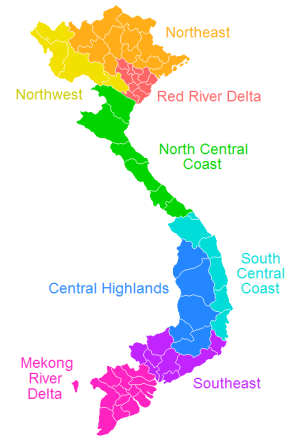 Northeast
Northwest
Red River Delta
North Central
Coast
South
Central
Coast
Central Highlands
Mekong
River
Delta
Southeast